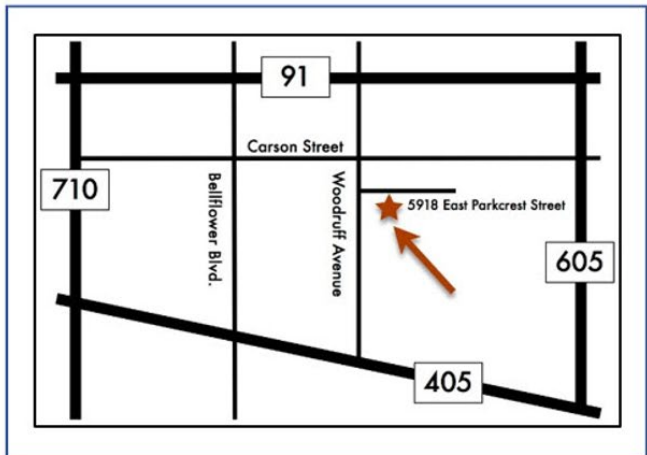 91
Carson Street
710
Bellflower Blvd.
Woodruff Avenue
5918 East Parkcrest Street
605
405